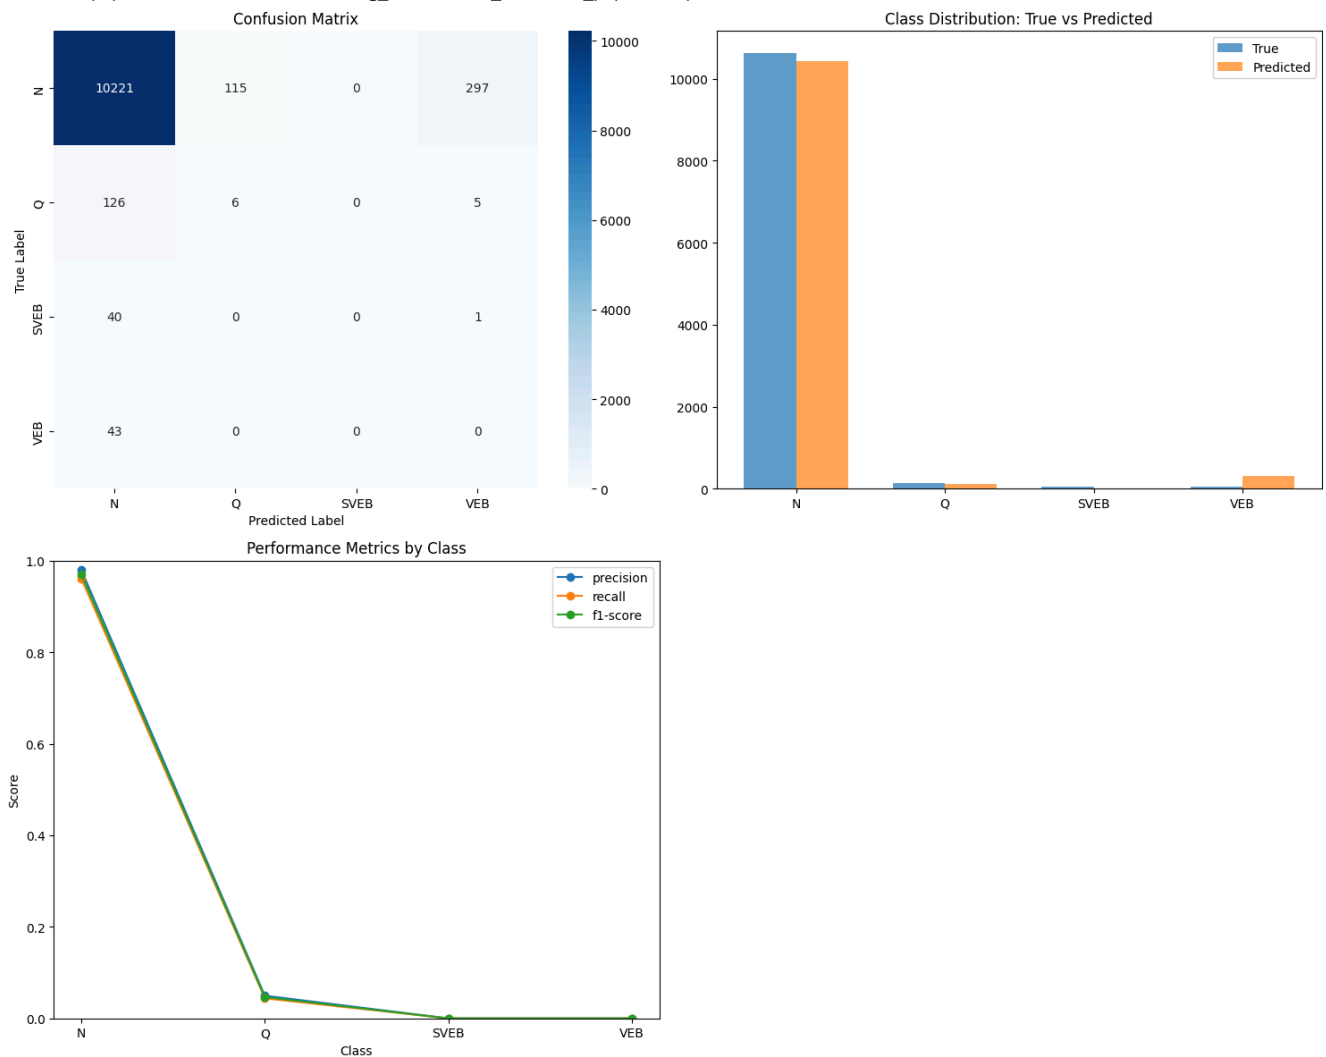 Confusion Matrix
N
10221
115
0
297
Q
126
6
0
5
SVEB
40
0
0
1
VEB
43
0
0
0
True Label
N
Q
SVEB
VEB
Predicted Label
10000
8000
6000
4000
2000
0
Class Distribution: True vs Predicted
True
Predicted
10000
8000
6000
4000
2000
0
N
Q
SVEB
VEB
Performance Metrics by Class
precision
recall
f1-score
1.0
0.8
0.6
0.4
0.2
0.0
Score
N
Q
SVEB
VEB
Class